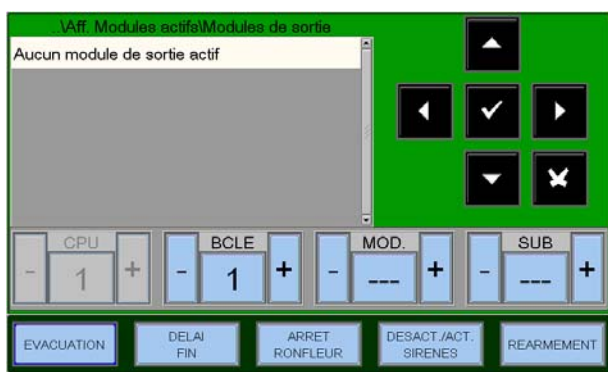 ..\Aff. Modules actifs\Modules de sortie
Aucun module de sortie actif
CPU
BCLE
MOD.
SUB
- 1 +
- 1 +
- --- +
- --- +
EVACUATION
DELAI
FIN
ARRET
RONFLEUR
DESACT./ACT.
SIRENES
REARMEMENT